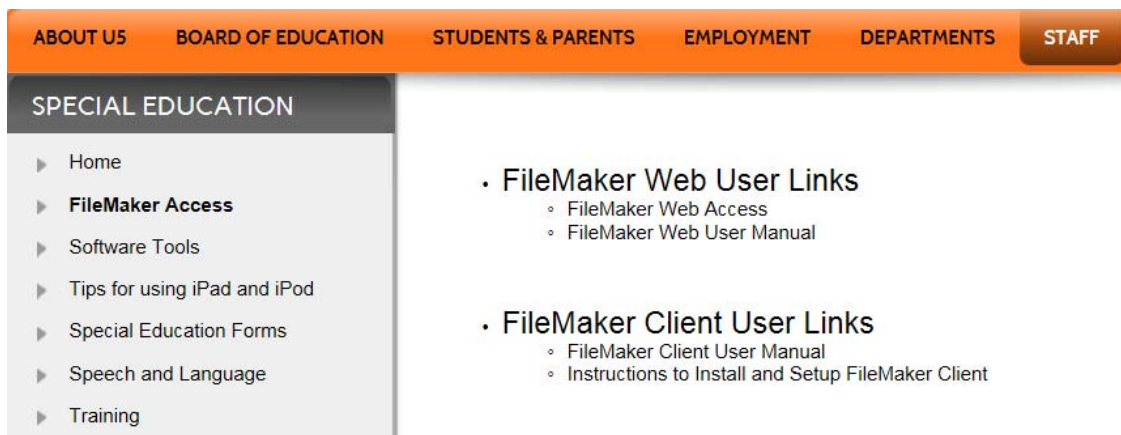 ABOUT US BOARD OF EDUCATION STUDENTS & PARENTS EMPLOYMENT DEPARTMENTS STAFF
SPECIAL EDUCATION
Home
FileMaker Access
Software Tools
Tips for using iPad and iPod
Special Education Forms
Speech and Language
Training
• FileMaker Web User Links
◦ FileMaker Web Access
◦ FileMaker Web User Manual
• FileMaker Client User Links
◦ FileMaker Client User Manual
◦ Instructions to Install and Setup FileMaker Client